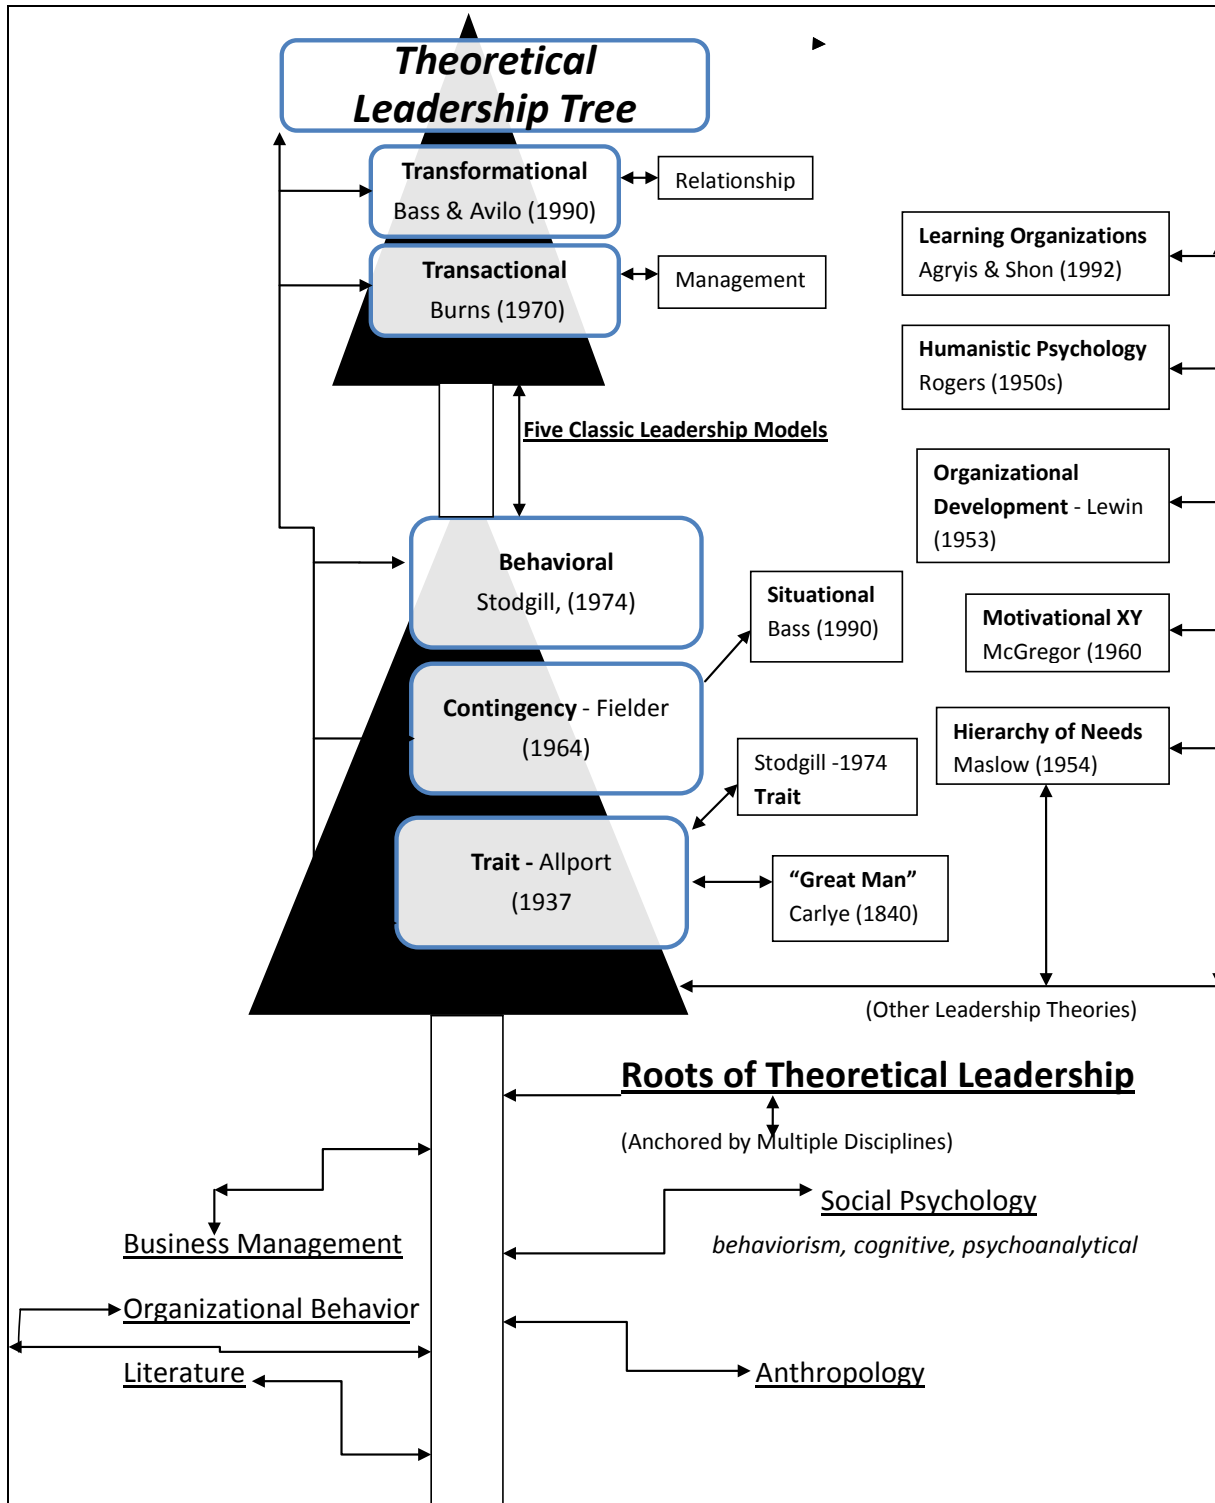 Theoretical
Leadership Tree
Transformational
Bass & Avilo (1990)
Relationship
Transactional
Burns (1970)
Management
Learning Organizations
Agryis & Shon (1992)
Humanistic Psychology
Rogers (1950s)
Five Classic Leadership Models
Organizational
Development - Lewin
(1953)
Behavioral
Stodgill, (1974)
Situational
Bass (1990)
Motivational XY
McGregor (1960
Contingency - Fielder
(1964)
Hierarchy of Needs
Maslow (1954)
Stodgill -1974
Trait
Trait - Allport
(1937
“Great Man”
Carlye (1840)
(Other Leadership Theories)
Roots of Theoretical Leadership
(Anchored by Multiple Disciplines)
Social Psychology
behaviorism, cognitive, psychoanalytical
Business Management
Organizational Behavior
Literature
Anthropology